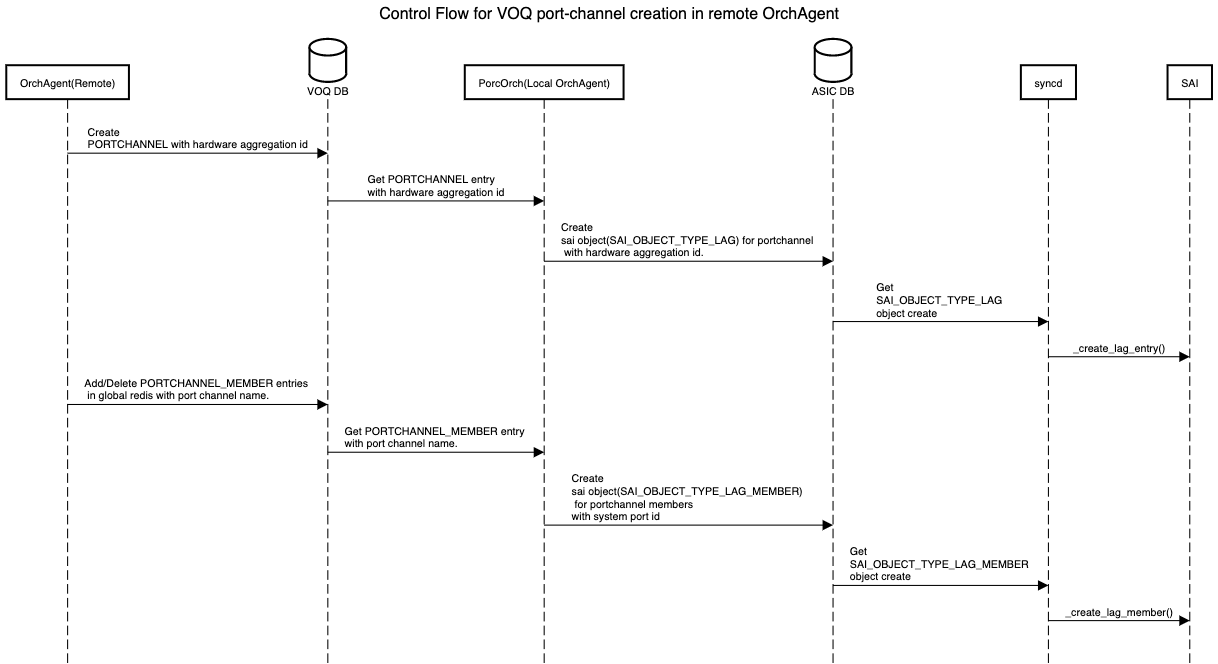 Control Flow for VOQ port-channel creation in remote OrchAgent
OrchAgent(Remote)
VOQ DB
PorcOrch(Local OrchAgent)
ASIC DB
syncd
SAI
Create
PORTCHANNEL with hardware aggregation id
Get PORTCHANNEL entry
with hardware aggregation id
Create
sai object(SAI_OBJECT_TYPE_LAG) for portchannel
with hardware aggregation id.
Get
SAI_OBJECT_TYPE_LAG
object create
_create_lag_entry()
Add/Delete PORTCHANNEL_MEMBER entries
in global redis with port channel name.
Get PORTCHANNEL_MEMBER entry
with port channel name.
Create
sai object(SAI_OBJECT_TYPE_LAG_MEMBER)
for portchannel members
with system port id
Get
SAI_OBJECT_TYPE_LAG_MEMBER
object create
_create_lag_member()